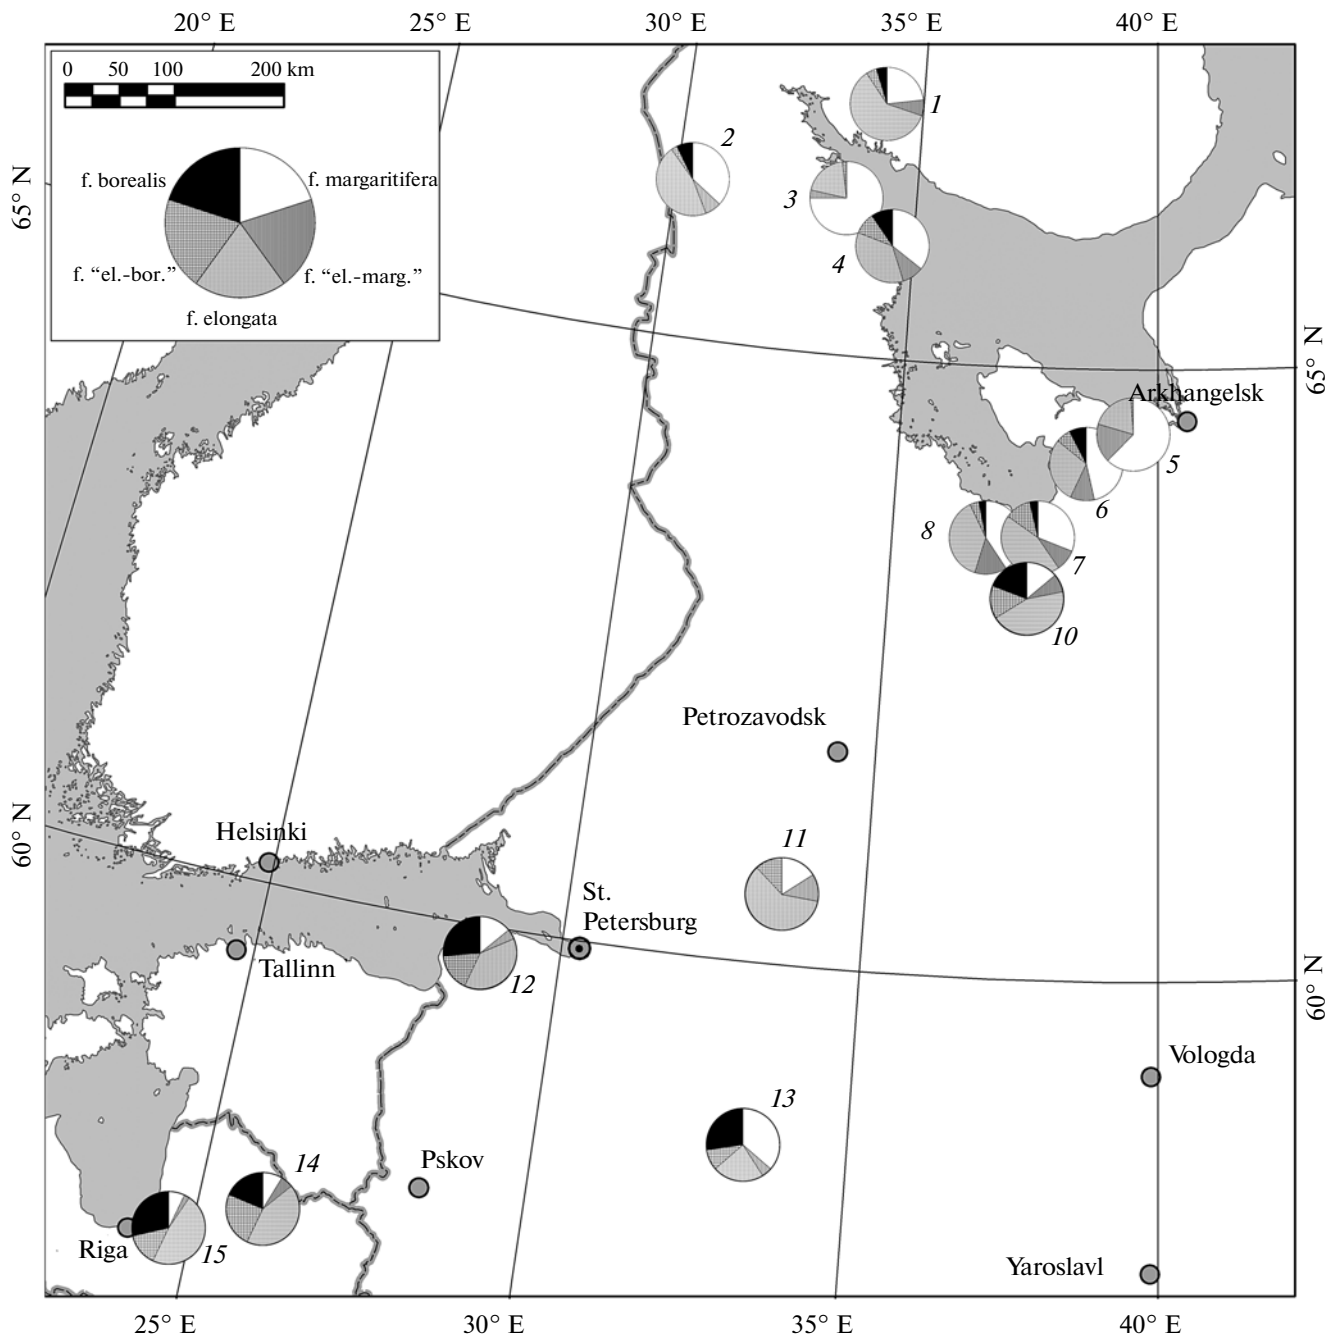 20° E 25° E 30° E 35° E 40° E
0 50 100 200 km
f. borealis
f. margaritifera
f. “el.-bor.”
f. “el.-marg.”
f. elongata
65° N
65° N
1
2
3
4
Arkhangelsk
5
6
8
7
10
Petrozavodsk
60° N
Helsinki
11
St.
Petersburg
Tallinn
12
60° N
Vologda
13
Pskov
14
Riga
15
Yaroslavl
25° E 30° E 35° E 40° E